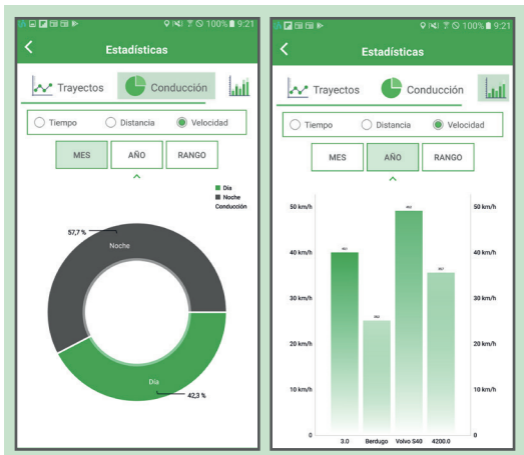 100% 9:21
Estadísticas
Trayectos Conducción
Tiempo Distancia Velocidad
MES AÑO RANGO
Día
Noche
Conducción
57,7 %
Noche
Día
42,3 %
100% 9:21
Estadísticas
Trayectos Conducción
Tiempo Distancia Velocidad
MES AÑO RANGO
50 km/h 50 km/h
40 km/h 40 km/h
30 km/h 30 km/h
20 km/h 20 km/h
10 km/h 10 km/h
0 0
3.0 Berdugo Volvo S40 4200.0